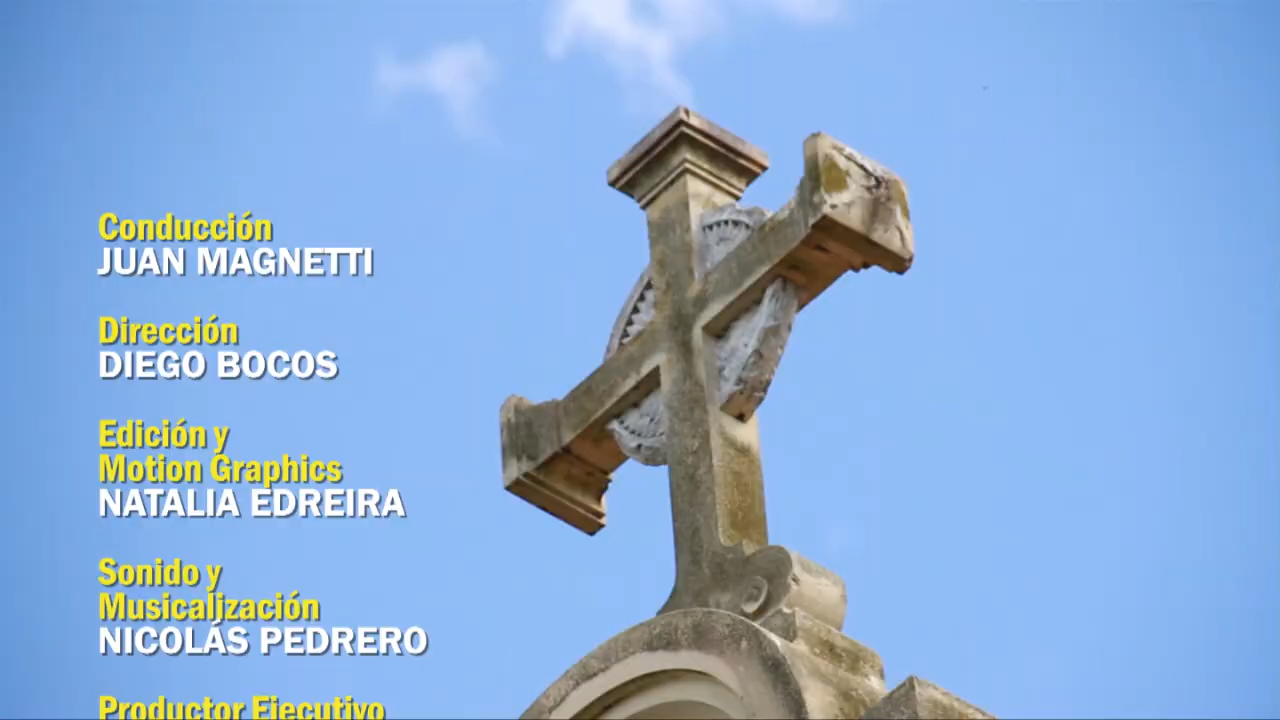 Conducción
JUAN MAGNETTI
Dirección
DIEGO BOCOS
Edición y
Motion Graphics
NATALIA EDREIRA
Sonido y
Musicalización
NICOLÁS PEDRERO
Productor Ejecutivo